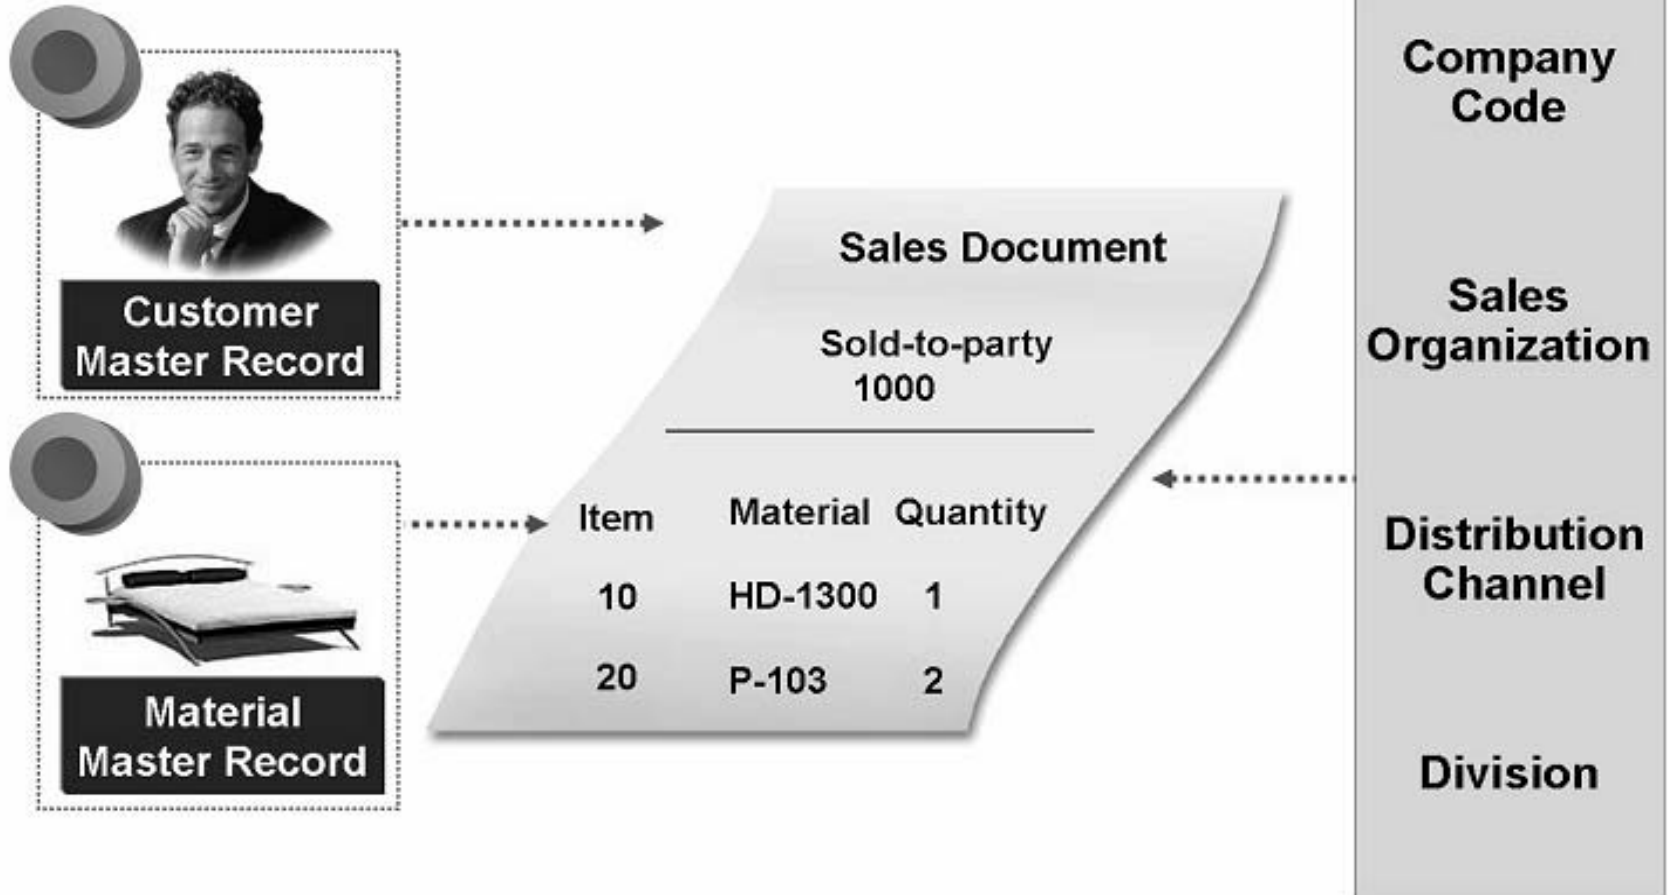 Customer
Master Record
Material
Master Record
Sales Document
Sold-to-party
1000
Item Material Quantity
10 HD-1300 1
20 P-103 2
Company
Code
Sales
Organization
Distribution
Channel
Division